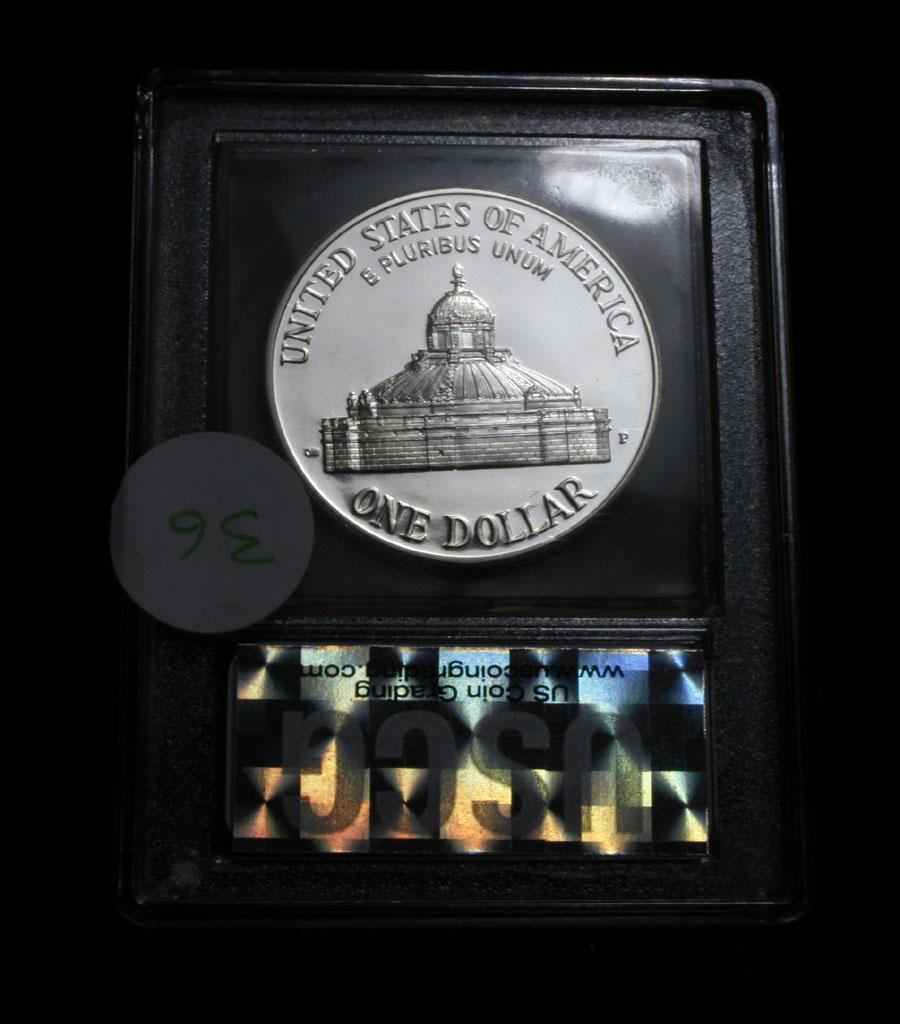 UNITED STATES OF AMERICA
E PLURIBUS UNUM
P
ONE DOLLAR
36
www.uscoingrading.com
US Coin Grading
USCG